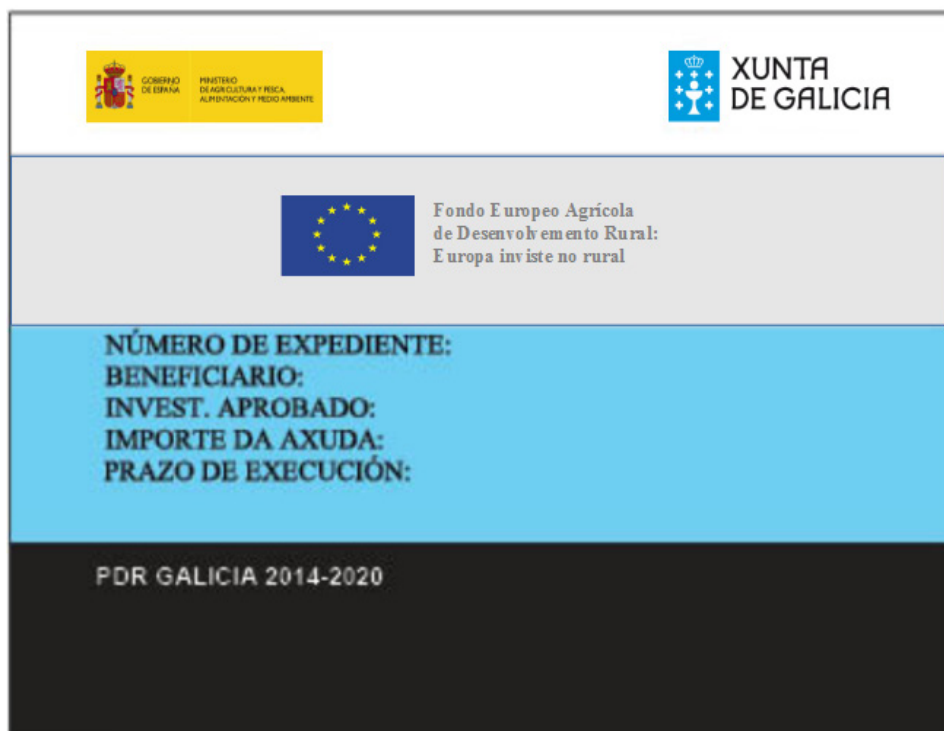 GOBIERNO
DE ESPAÑA
MINISTERIO
DE AGRICULTURA Y PESCA,
ALIMENTACIÓN Y MEDIO AMBIENTE
XUNTA
DE GALICIA
Fondo Europeo Agrícola
de Desenvolvemento Rural:
Europa inviste no rural
NÚMERO DE EXPEDIENTE:
BENEFICIARIO:
INVEST. APROBADO:
IMPORTE DA AXUDA:
PRAZO DE EXECUCIÓN:
PDR GALICIA 2014-2020